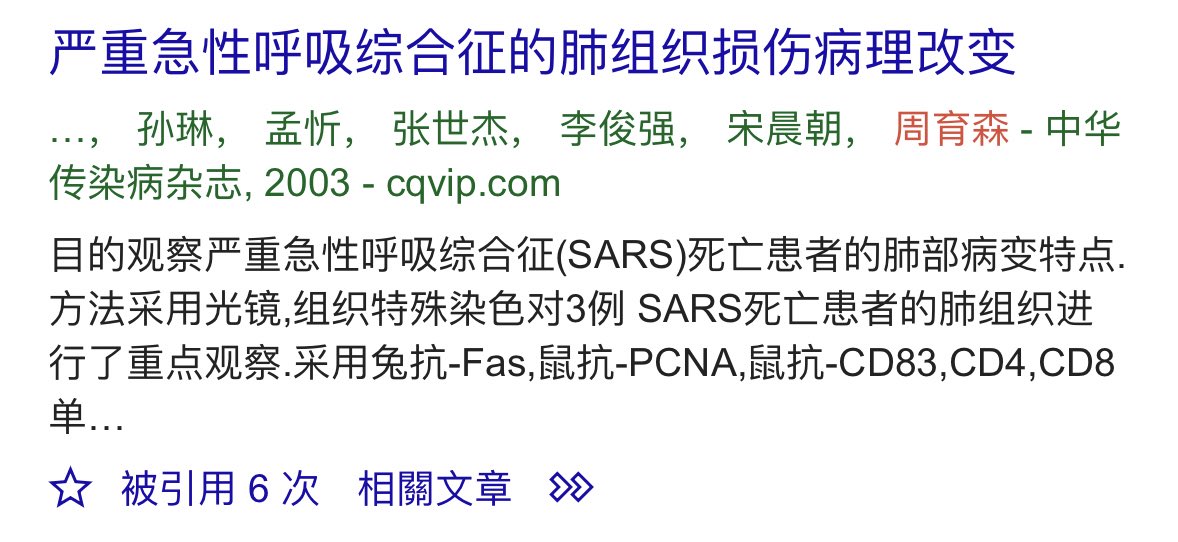 严重急性呼吸综合征的肺组织损伤病理改变
…， 孙琳， 孟忻， 张世杰， 李俊强， 宋晨朝， 周育森 - 中华
传染病杂志, 2003 - cqvip.com
目的观察严重急性呼吸综合征(SARS)死亡患者的肺部病变特点.
方法采用光镜,组织特殊染色对3例 SARS死亡患者的肺组织进
行了重点观察.采用兔抗-Fas,鼠抗-PCNA,鼠抗-CD83,CD4,CD8
单…
被引用 6 次 相關文章